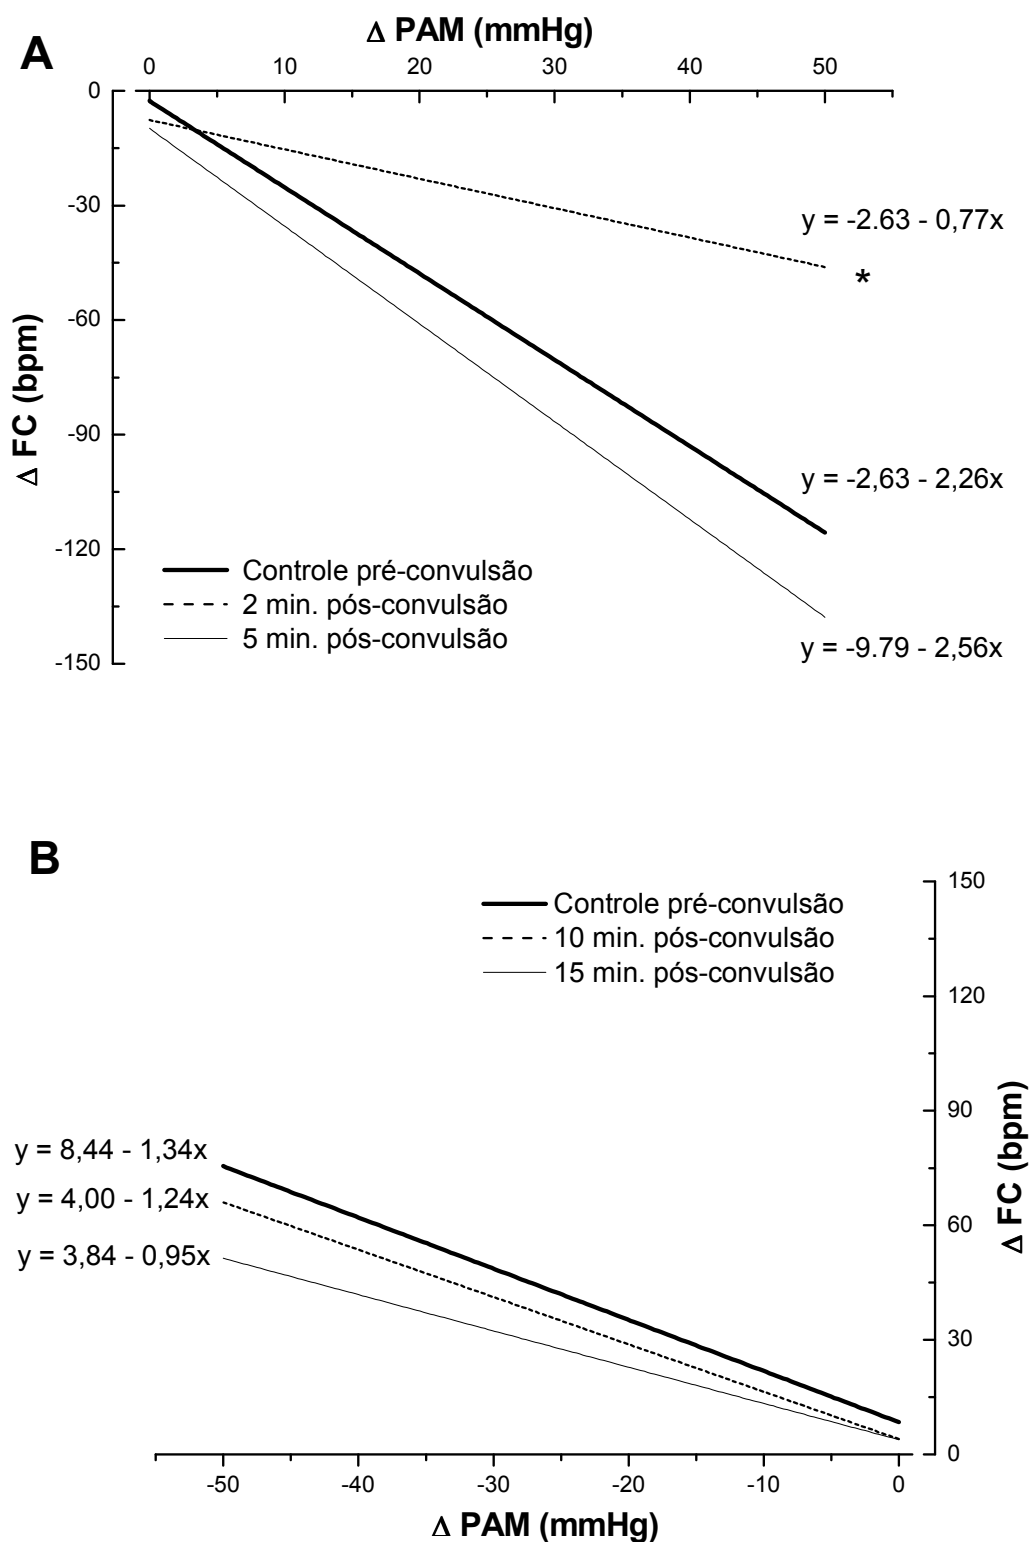 A
Δ PAM (mmHg)
0 10 20 30 40 50
0
-30
-60
-90
-120
-150
Δ FC (bpm)
y = -2.63 - 0,77x
*
y = -2,63 - 2,26x
y = -9.79 - 2,56x
Controle pré-convulsão
2 min. pós-convulsão
5 min. pós-convulsão
B
Controle pré-convulsão
10 min. pós-convulsão
15 min. pós-convulsão
150
120
90
60
30
0
Δ FC (bpm)
y = 8,44 - 1,34x
y = 4,00 - 1,24x
y = 3,84 - 0,95x
-50 -40 -30 -20 -10 0
Δ PAM (mmHg)